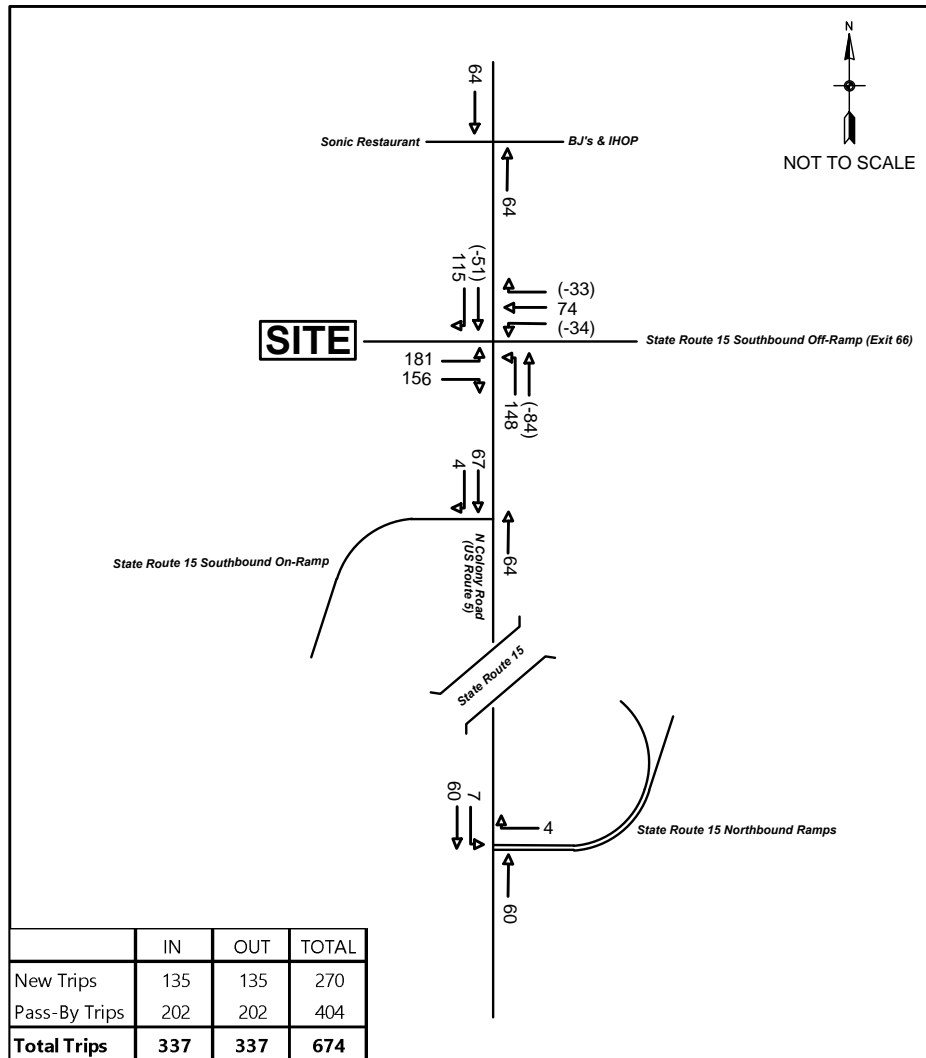 N
NOT TO SCALE
64
Sonic Restaurant
BJ's & IHOP
64
(-51)
115
(-33)
74
(-34)
SITE
State Route 15 Southbound Off-Ramp (Exit 66)
181
156
(-84)
148
67
4
State Route 15 Southbound On-Ramp
N Colony Road
(US Route 5)
64
State Route 15
60
7
4
State Route 15 Northbound Ramps
60
IN OUT TOTAL
New Trips 135 135 270
Pass-By Trips 202 202 404
Total Trips 337 337 674